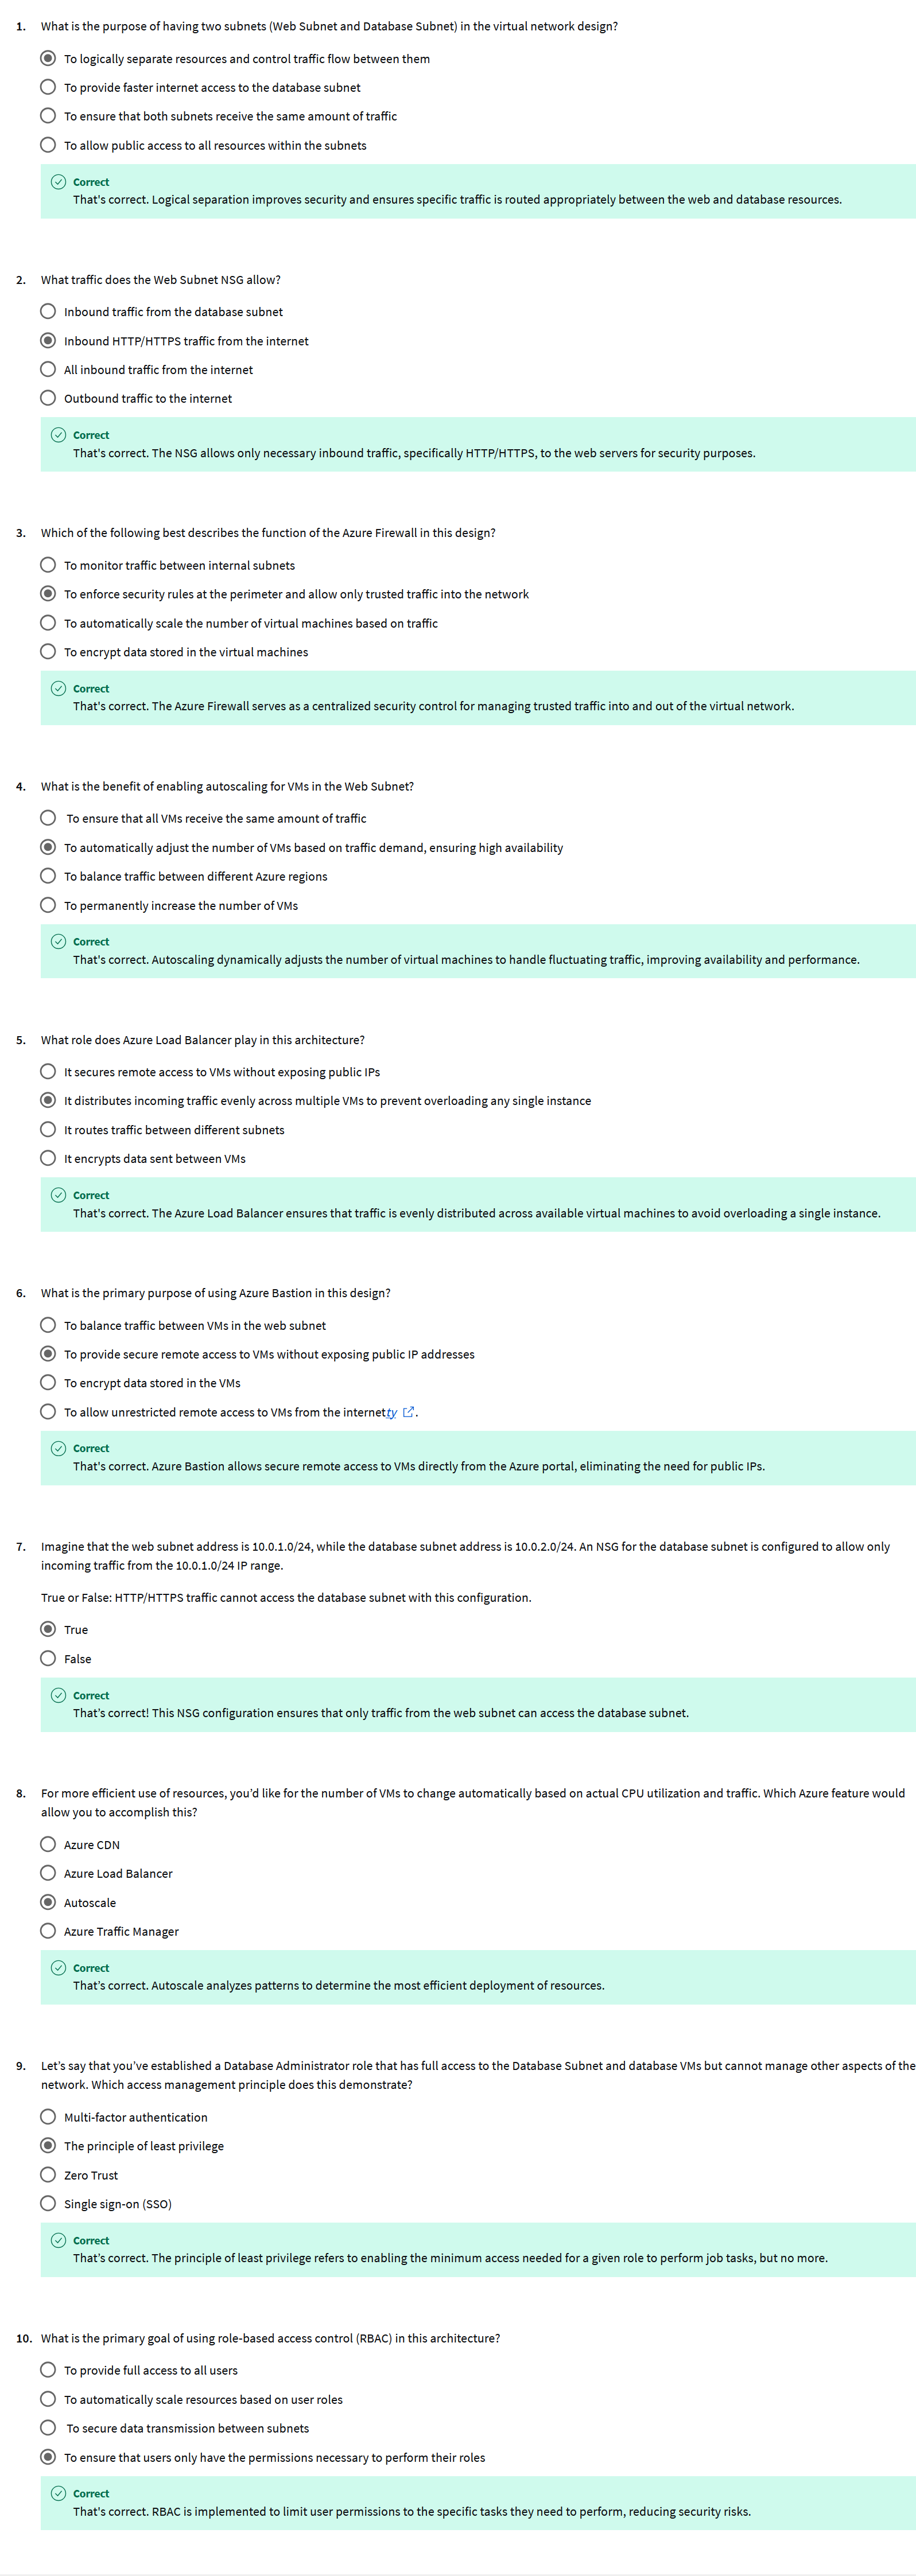 1. What is the purpose of having two subnets (Web Subnet and Database Subnet) in the virtual network design?
To logically separate resources and control traffic flow between them
To provide faster internet access to the database subnet
To ensure that both subnets receive the same amount of traffic
To allow public access to all resources within the subnets
Correct
That's correct. Logical separation improves security and ensures specific traffic is routed appropriately between the web and database resources.
2. What traffic does the Web Subnet NSG allow?
Inbound traffic from the database subnet
Inbound HTTP/HTTPS traffic from the internet
All inbound traffic from the internet
Outbound traffic to the internet
Correct
That's correct. The NSG allows only necessary inbound traffic, specifically HTTP/HTTPS, to the web servers for security purposes.
3. Which of the following best describes the function of the Azure Firewall in this design?
To monitor traffic between internal subnets
To enforce security rules at the perimeter and allow only trusted traffic into the network
To automatically scale the number of virtual machines based on traffic
To encrypt data stored in the virtual machines
Correct
That's correct. The Azure Firewall serves as a centralized security control for managing trusted traffic into and out of the virtual network.
4. What is the benefit of enabling autoscaling for VMs in the Web Subnet?
To ensure that all VMs receive the same amount of traffic
To automatically adjust the number of VMs based on traffic demand, ensuring high availability
To balance traffic between different Azure regions
To permanently increase the number of VMs
Correct
That's correct. Autoscaling dynamically adjusts the number of virtual machines to handle fluctuating traffic, improving availability and performance.
5. What role does Azure Load Balancer play in this architecture?
It secures remote access to VMs without exposing public IPs
It distributes incoming traffic evenly across multiple VMs to prevent overloading any single instance
It routes traffic between different subnets
It encrypts data sent between VMs
Correct
That's correct. The Azure Load Balancer ensures that traffic is evenly distributed across available virtual machines to avoid overloading a single instance.
6. What is the primary purpose of using Azure Bastion in this design?
To balance traffic between VMs in the web subnet
To provide secure remote access to VMs without exposing public IP addresses
To encrypt data stored in the VMs
To allow unrestricted remote access to VMs from the internetty.
Correct
That's correct. Azure Bastion allows secure remote access to VMs directly from the Azure portal, eliminating the need for public IPs.
7. Imagine that the web subnet address is 10.0.1.0/24, while the database subnet address is 10.0.2.0/24. An NSG for the database subnet is configured to allow only
incoming traffic from the 10.0.1.0/24 IP range.
True or False: HTTP/HTTPS traffic cannot access the database subnet with this configuration.
True
False
Correct
That's correct! This NSG configuration ensures that only traffic from the web subnet can access the database subnet.
8. For more efficient use of resources, you'd like for the number of VMs to change automatically based on actual CPU utilization and traffic. Which Azure feature would
allow you to accomplish this?
Azure CDN
Azure Load Balancer
Autoscale
Azure Traffic Manager
Correct
That's correct. Autoscale analyzes patterns to determine the most efficient deployment of resources.
9. Let's say that you've established a Database Administrator role that has full access to the Database Subnet and database VMs but cannot manage other aspects of the
network. Which access management principle does this demonstrate?
Multi-factor authentication
The principle of least privilege
Zero Trust
Single sign-on (SSO)
Correct
That's correct. The principle of least privilege refers to enabling the minimum access needed for a given role to perform job tasks, but no more.
10. What is the primary goal of using role-based access control (RBAC) in this architecture?
To provide full access to all users
To automatically scale resources based on user roles
To secure data transmission between subnets
To ensure that users only have the permissions necessary to perform their roles
Correct
That's correct. RBAC is implemented to limit user permissions to the specific tasks they need to perform, reducing security risks.